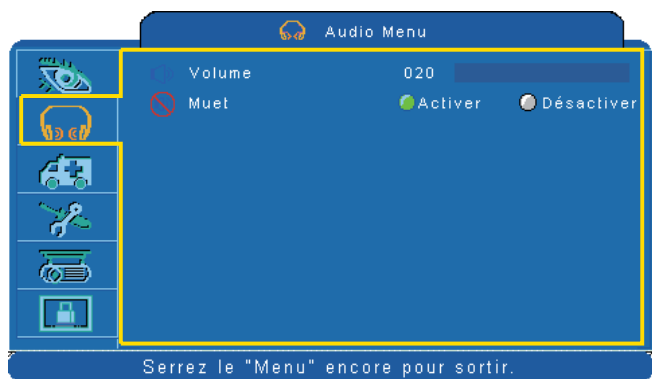 Audio Menu
Volume 020
Muet Activer Désactiver
Serrez le "Menu" encore pour sortir.